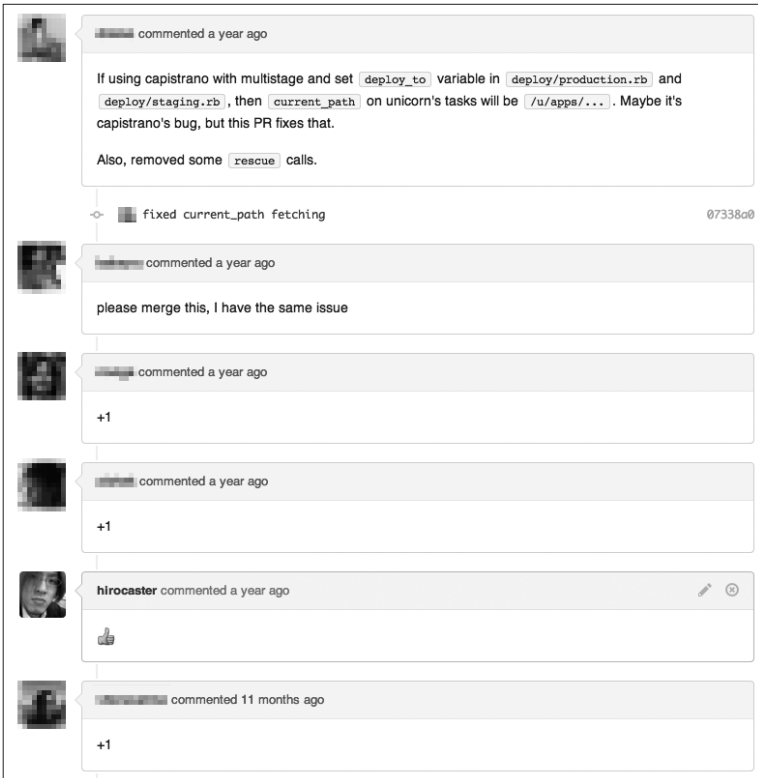 commented a year ago
If using capistrano with multistage and set deploy_to variable in deploy/production.rb and
deploy/staging.rb , then current_path on unicorn's tasks will be /u/apps/... . Maybe it's
capistrano's bug, but this PR fixes that.
Also, removed some rescue calls.
fixed current_path fetching 07338a0
commented a year ago
please merge this, I have the same issue
commented a year ago
+1
commented a year ago
+1
hirocaster commented a year ago
commented 11 months ago
+1